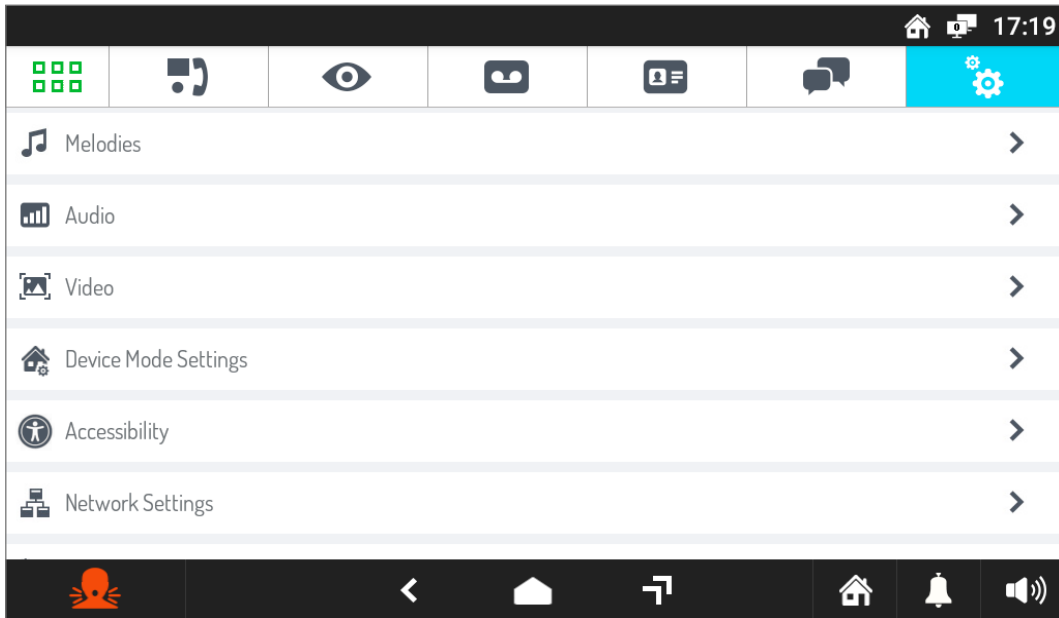 17:19
Melodies
Audio
Video
Device Mode Settings
Accessibility
Network Settings